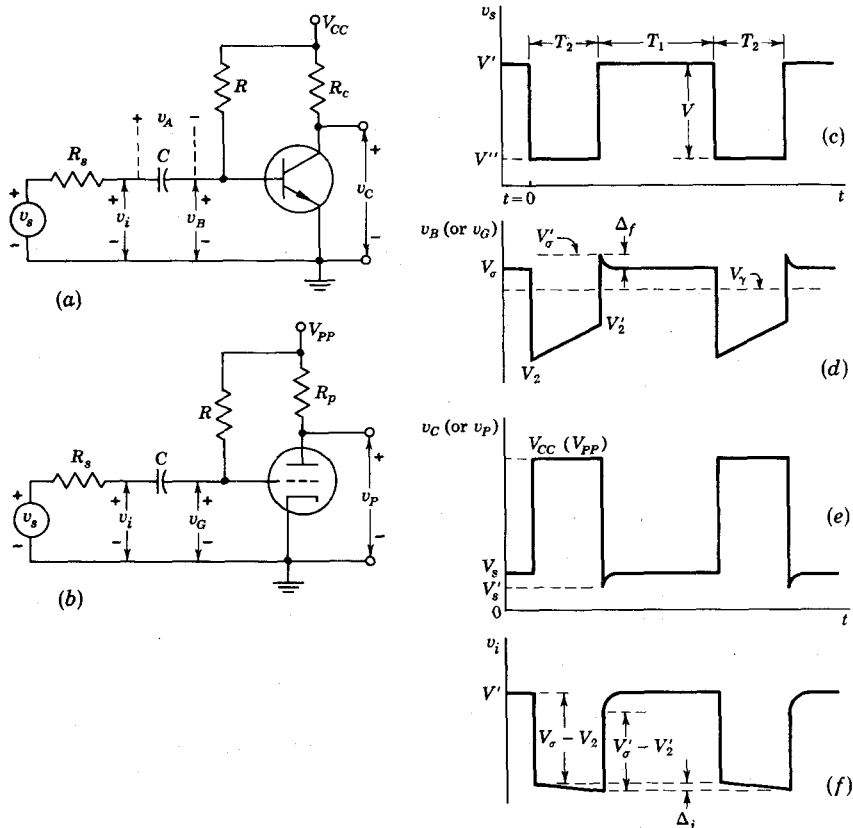 V_CC
R
R_c
+ v_A −
R_s
C
+
v_s
−
+
v_i
−
+
v_B
−
+
v_C
−
(a)
V_PP
R
R_p
R_s
C
+
v_s
−
+
v_i
−
+
v_G
−
+
v_P
−
(b)
v_s
T_2
T_1
T_2
V'
V
V''
(c)
t=0
t
v_B (or v_G)
V'_σ
Δ_f
V_σ
V_γ
V'_2
V_2
(d)
v_C (or v_P)
V_CC (V_PP)
(e)
V_s
V'_s
0
t
v_i
V'
V_σ − V_2
V'_σ − V'_2
(f)
Δ_i